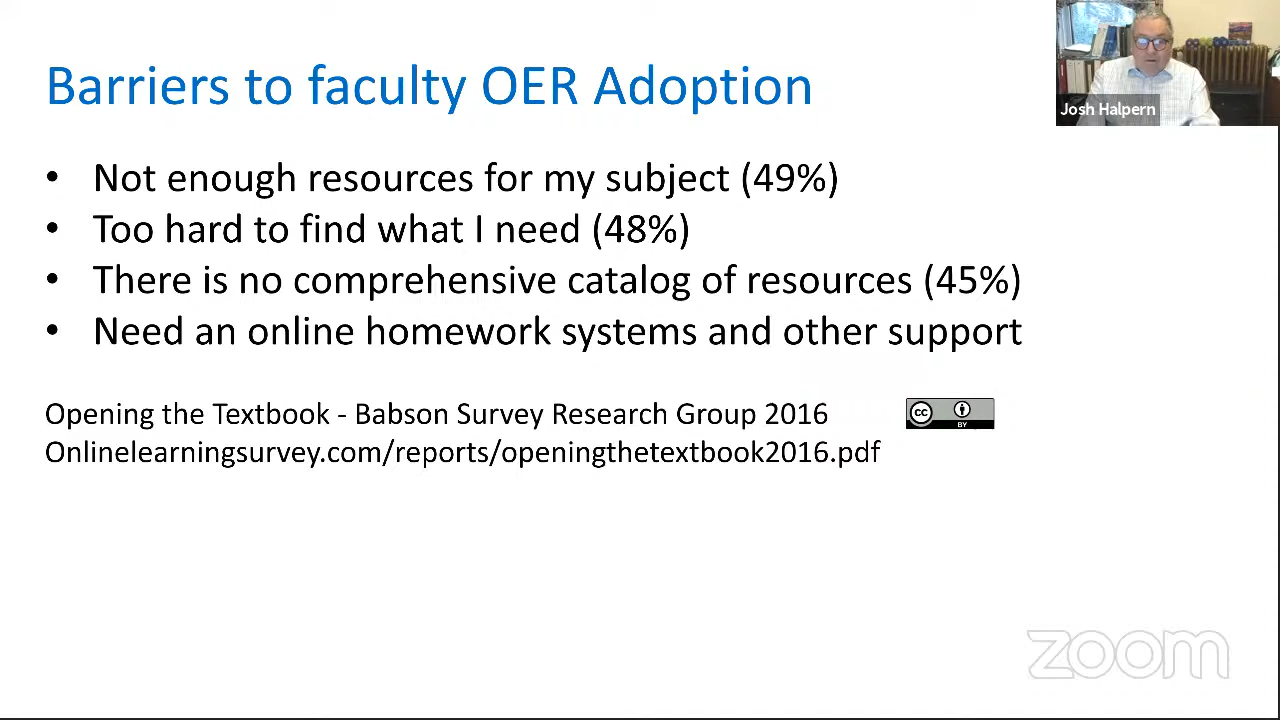 Barriers to faculty OER Adoption
Josh Halpern
• Not enough resources for my subject (49%)
• Too hard to find what I need (48%)
• There is no comprehensive catalog of resources (45%)
• Need an online homework systems and other support
Opening the Textbook - Babson Survey Research Group 2016
cc
BY
Onlinelearningsurvey.com/reports/openingthetextbook2016.pdf
zoom